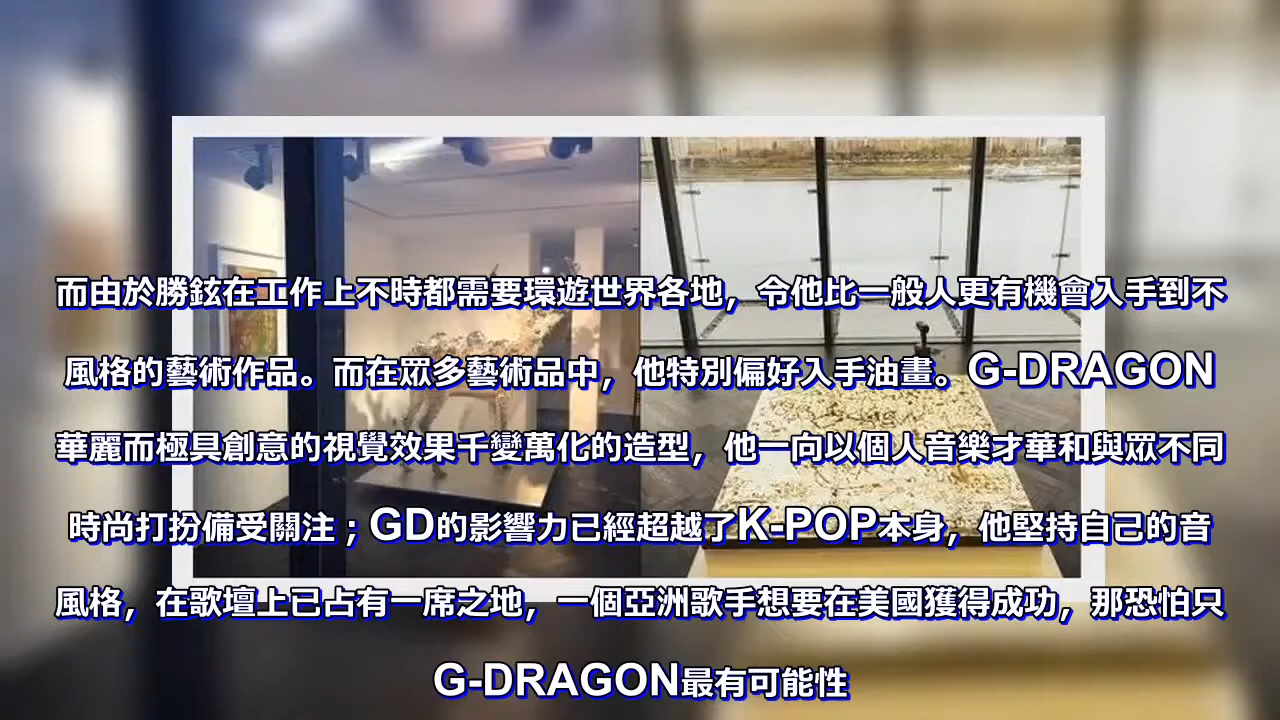 而由於勝鉉在工作上不時都需要環遊世界各地，令他比一般人更有機會入手到不
風格的藝術作品。而在眾多藝術品中，他特別偏好入手油畫。G-DRAGON
華麗而極具創意的視覺效果千變萬化的造型，他一向以個人音樂才華和與眾不同
時尚打扮備受關注；GD的影響力已經超越了K-POP本身，他堅持自己的音
風格，在歌壇上已占有一席之地，一個亞洲歌手想要在美國獲得成功，那恐怕只
G-DRAGON最有可能性